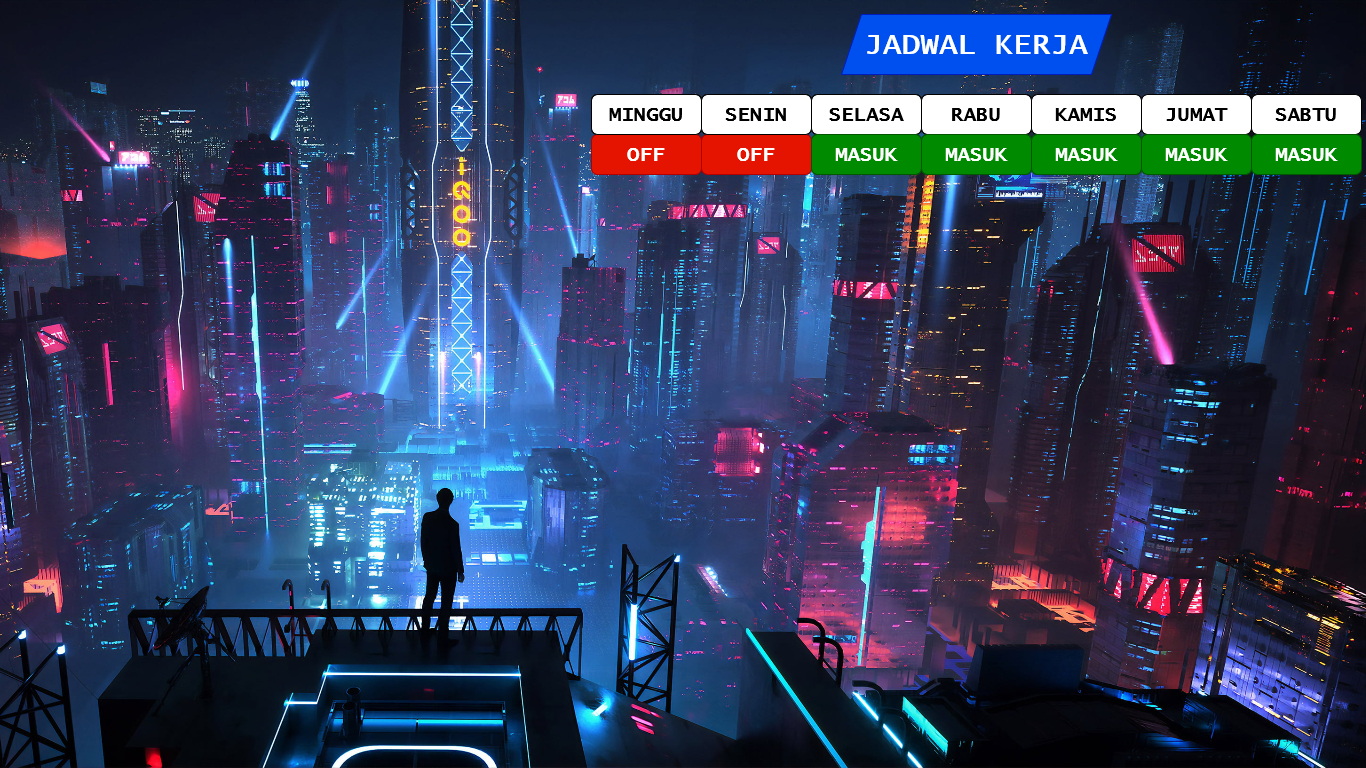 JADWAL KERJA
MINGGU SENIN SELASA RABU KAMIS JUMAT SABTU
OFF OFF MASUK MASUK MASUK MASUK MASUK